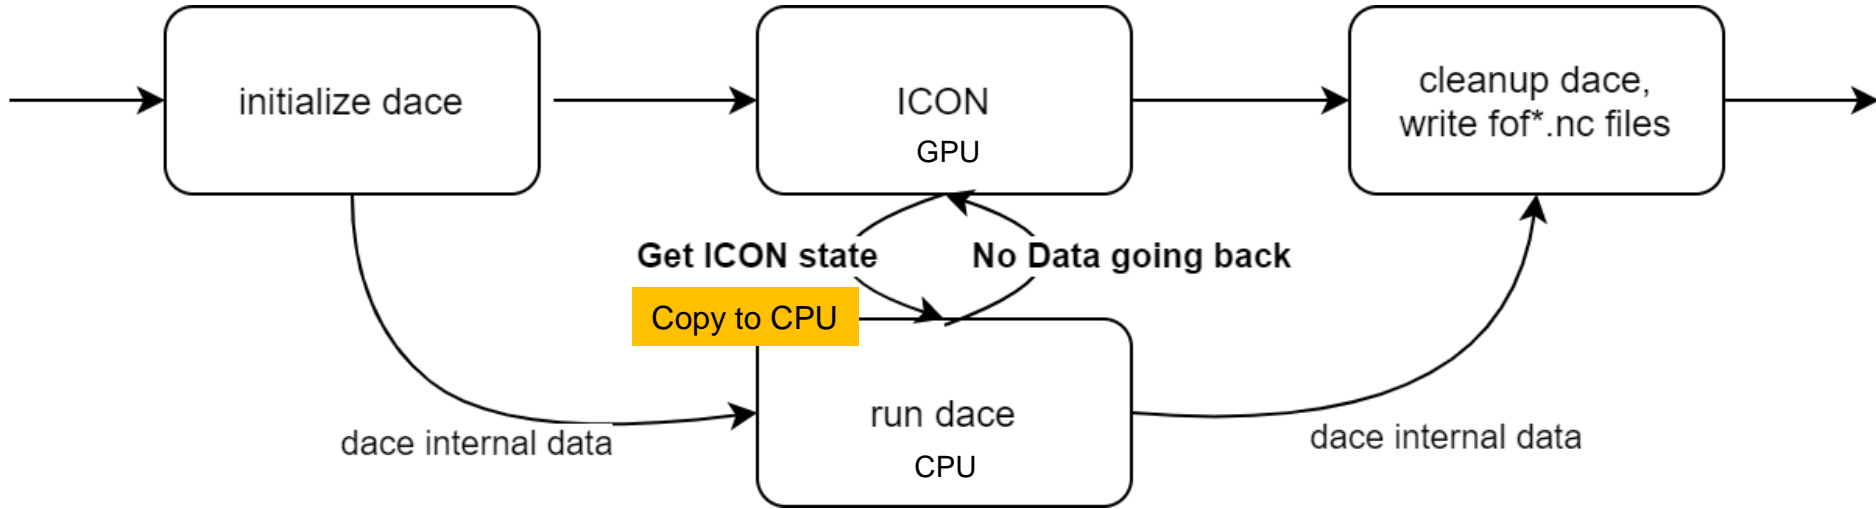 initialize dace
ICON
GPU
cleanup dace,
write fof*.nc files
Get ICON state
No Data going back
Copy to CPU
run dace
CPU
dace internal data
dace internal data